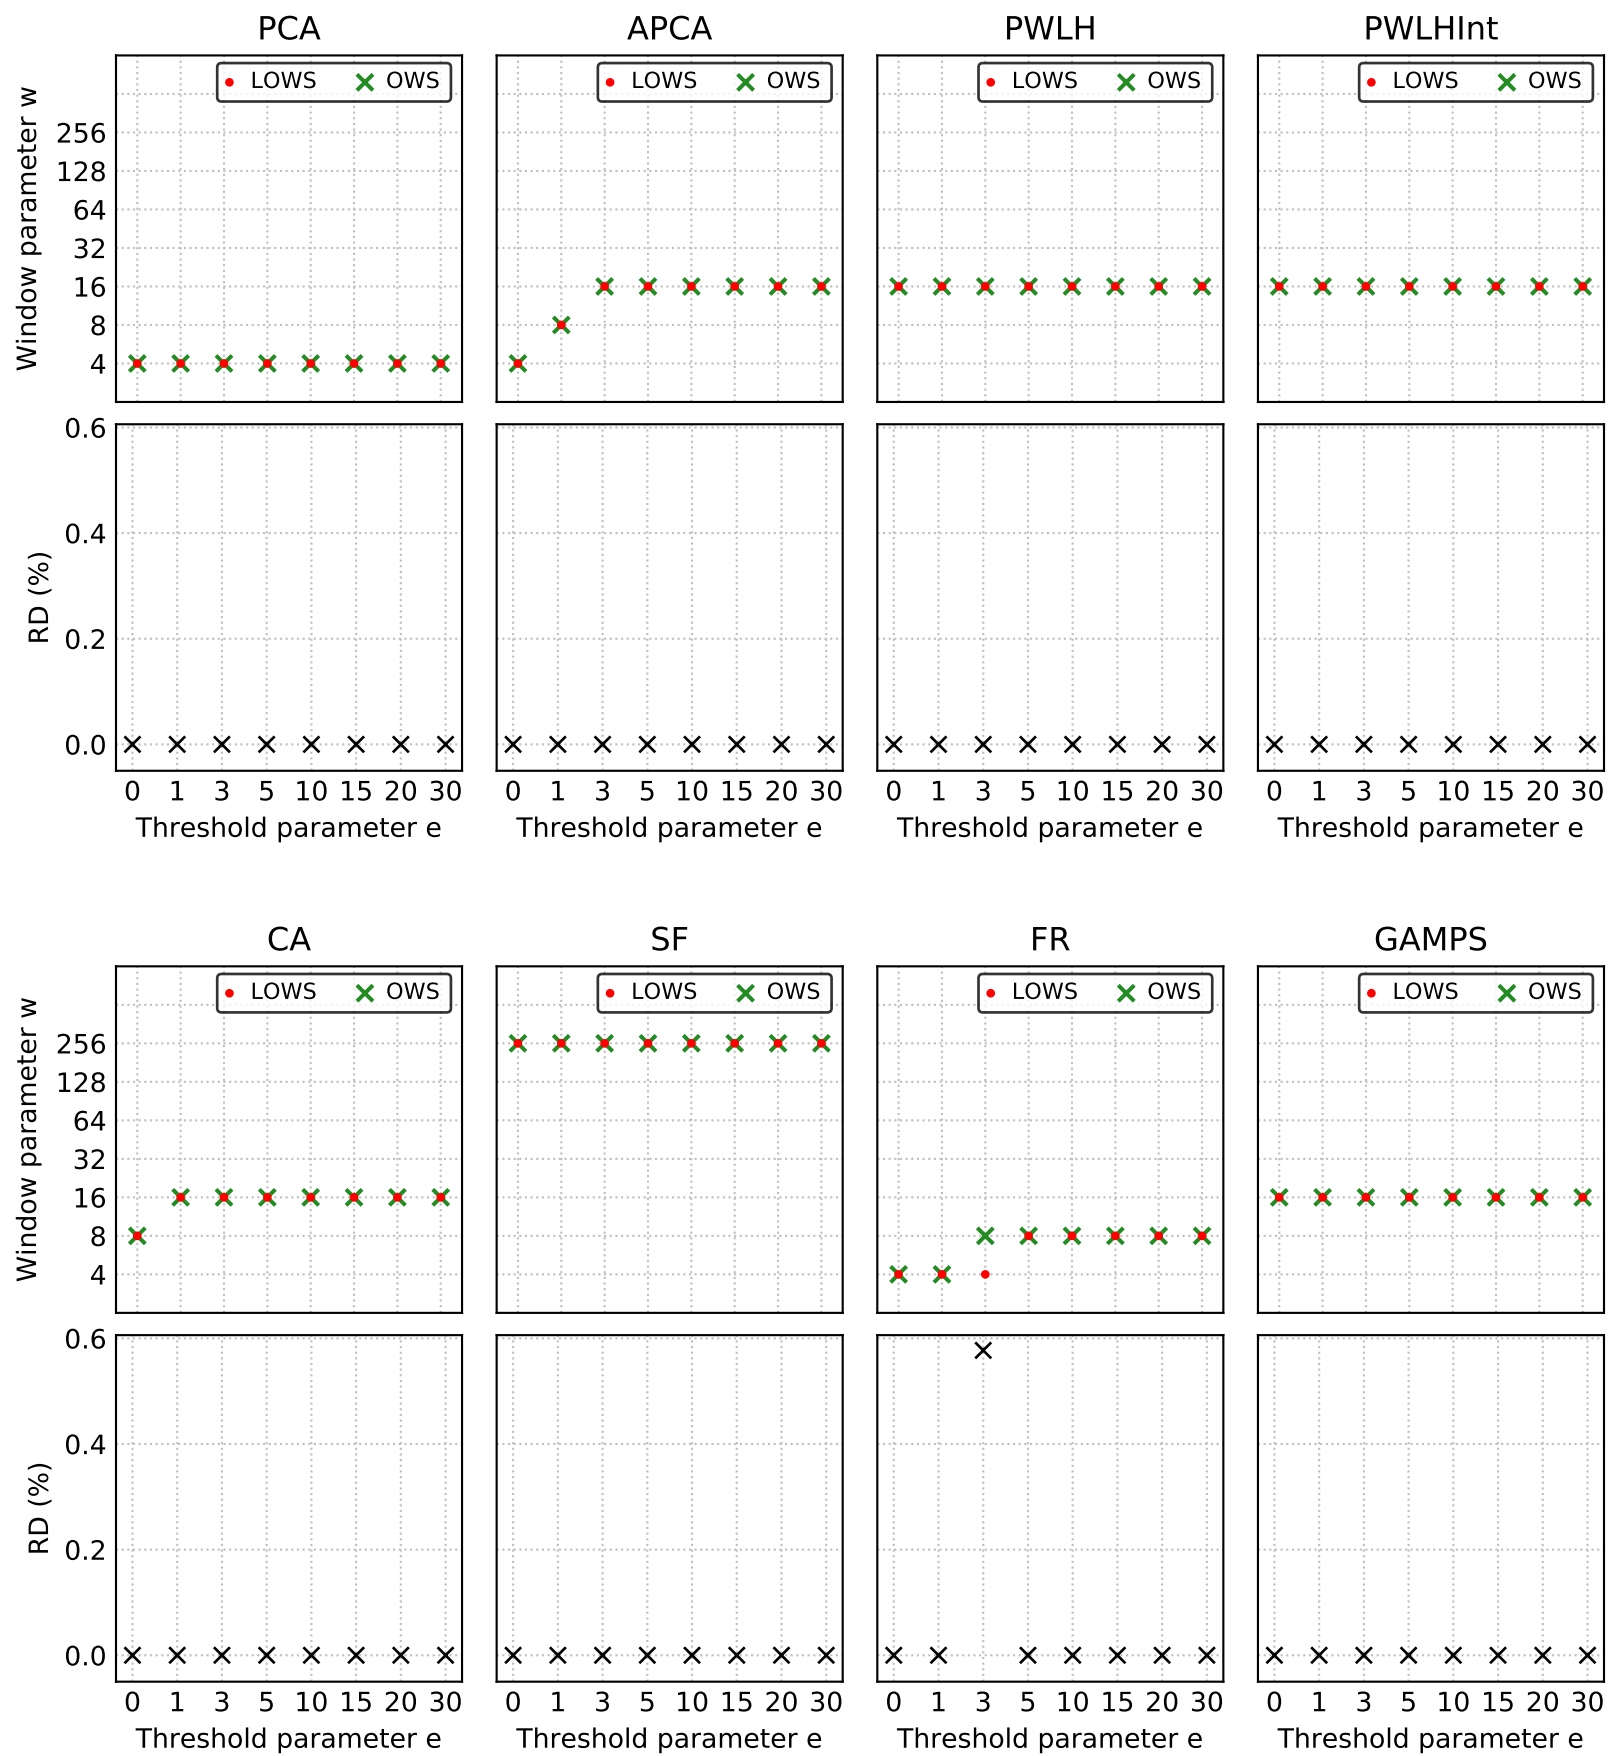 PCA APCA PWLH PWLHInt
LOWS OWS LOWS OWS LOWS OWS LOWS OWS
Window parameter w
256
128
64
32
16
8
4
RD (%)
0.6
0.4
0.2
0.0
0 1 3 5 10 15 20 30 0 1 3 5 10 15 20 30 0 1 3 5 10 15 20 30 0 1 3 5 10 15 20 30
Threshold parameter e Threshold parameter e Threshold parameter e Threshold parameter e
CA SF FR GAMPS
LOWS OWS LOWS OWS LOWS OWS LOWS OWS
Window parameter w
256
128
64
32
16
8
4
RD (%)
0.6
0.4
0.2
0.0
0 1 3 5 10 15 20 30 0 1 3 5 10 15 20 30 0 1 3 5 10 15 20 30 0 1 3 5 10 15 20 30
Threshold parameter e Threshold parameter e Threshold parameter e Threshold parameter e